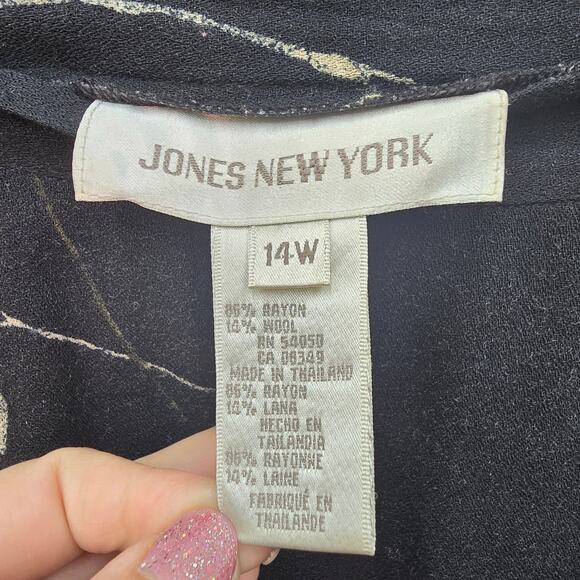 JONES NEW YORK
14W
86% RAYON
14% WOOL
RN 54050
CA 06349
MADE IN THAILAND
86% RAYON
14% LANA
HECHO EN
TAILANDIA
86% RAYONNE
14% LAINE
FABRIQUÉ EN
THAILANDE